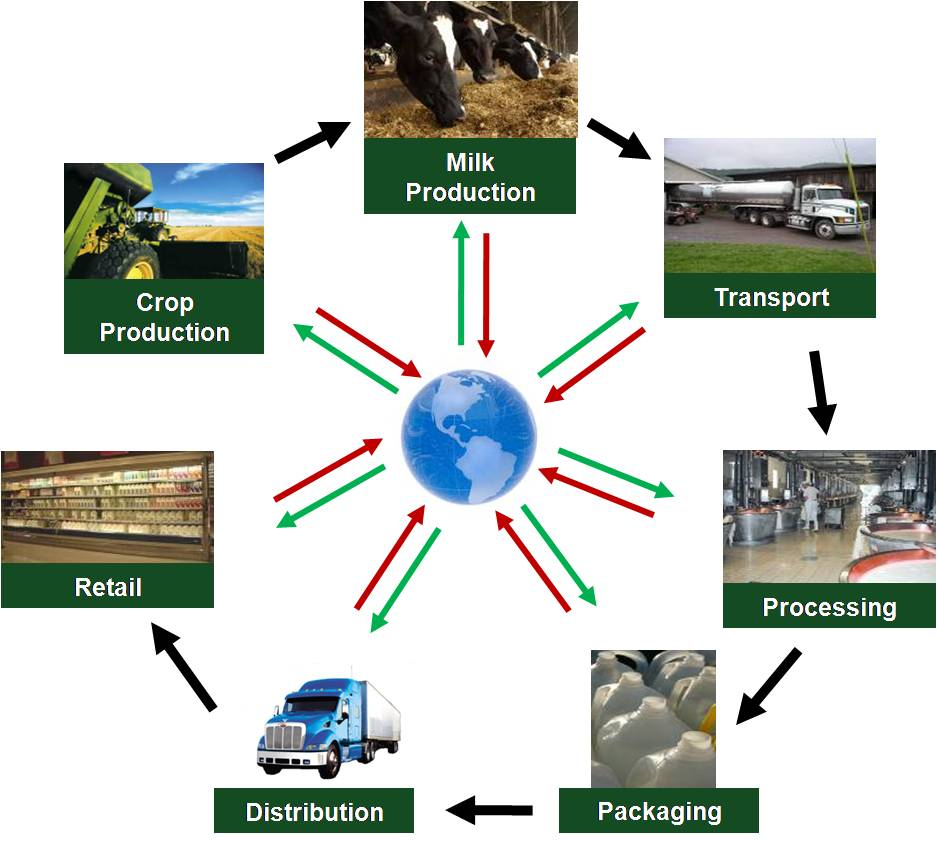 Milk
Production
Crop
Production
Transport
Retail
Processing
Distribution
Packaging